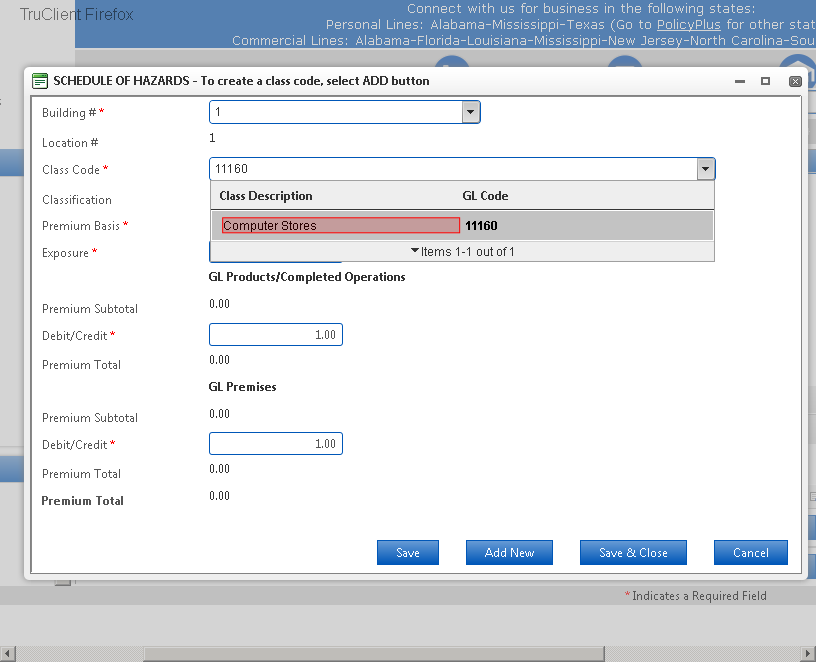 TruClient Firefox
Connect with us for business in the following states:
Personal Lines: Alabama-Mississippi-Texas (Go to PolicyPlus for other stat
Commercial Lines: Alabama-Florida-Louisiana-Mississippi-New Jersey-North Carolina-Sou
SCHEDULE OF HAZARDS - To create a class code, select ADD button
Building #* 1
Location # 1
Class Code * 11160
Classification
Class Description GL Code
Premium Basis *
Computer Stores 11160
Exposure *
Items 1-1 out of 1
GL Products/Completed Operations
Premium Subtotal 0.00
Debit/Credit * 1.00
Premium Total 0.00
GL Premises
Premium Subtotal 0.00
Debit/Credit * 1.00
Premium Total 0.00
Premium Total 0.00
Save Add New Save & Close Cancel
* Indicates a Required Field